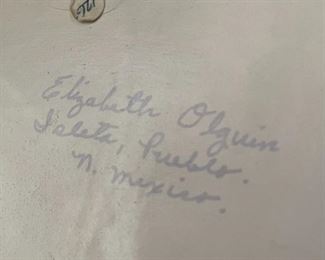 Elizabeth Olguin
Isleta, Pueblo.
N. Mexico.